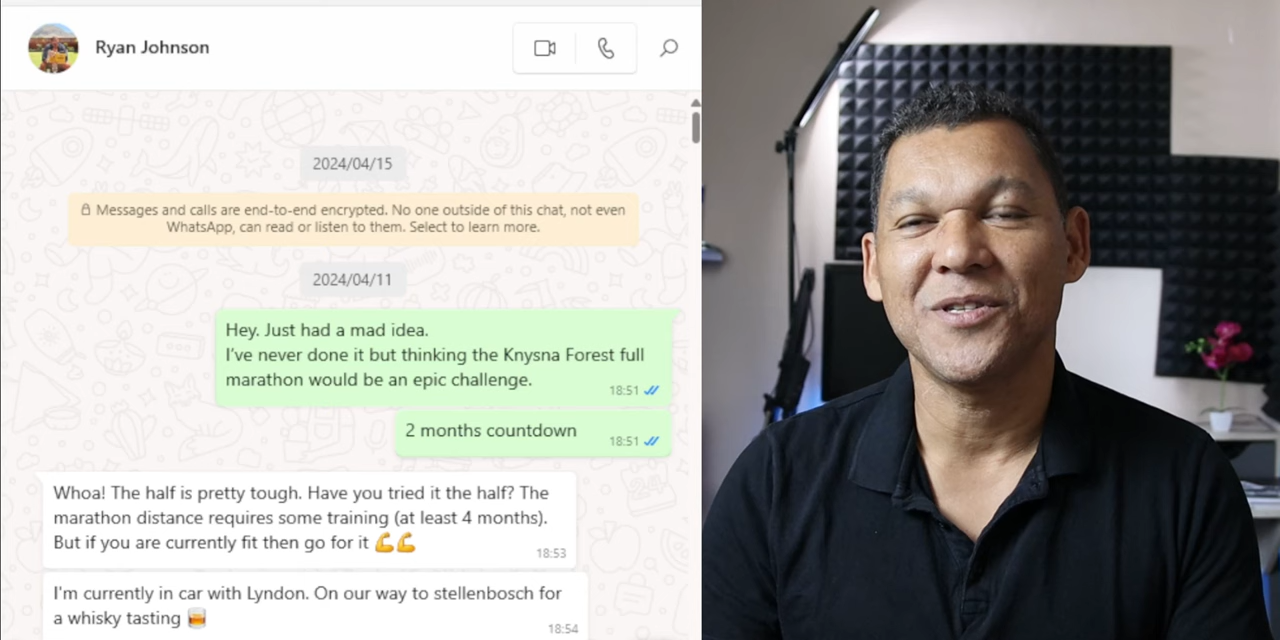 Ryan Johnson
2024/04/15
Messages and calls are end-to-end encrypted. No one outside of this chat, not even
WhatsApp, can read or listen to them. Select to learn more.
2024/04/11
Hey. Just had a mad idea.
I've never done it but thinking the Knysna Forest full
marathon would be an epic challenge.
18:51
2 months countdown
18:51
Whoa! The half is pretty tough. Have you tried it the half? The
marathon distance requires some training (at least 4 months).
But if you are currently fit then go for it 💪💪
18:53
I'm currently in car with Lyndon. On our way to stellenbosch for
a whisky tasting 🥃
18:54